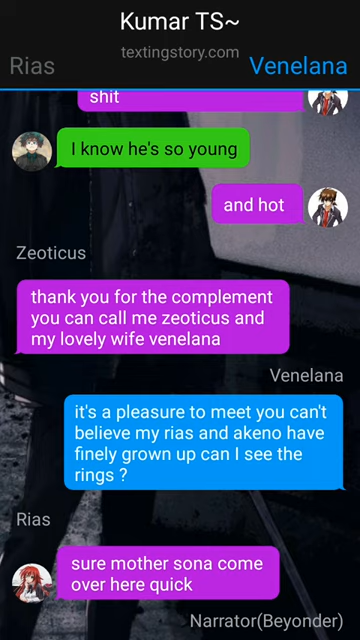 Kumar TS~
textingstory.com
Rias
Venelana
shit
I know he's so young
and hot
Zeoticus
thank you for the complement
you can call me zeoticus and
my lovely wife venelana
Venelana
it's a pleasure to meet you can't
believe my rias and akeno have
finely grown up can I see the
rings ?
Rias
sure mother sona come
over here quick
Narrator(Beyonder)